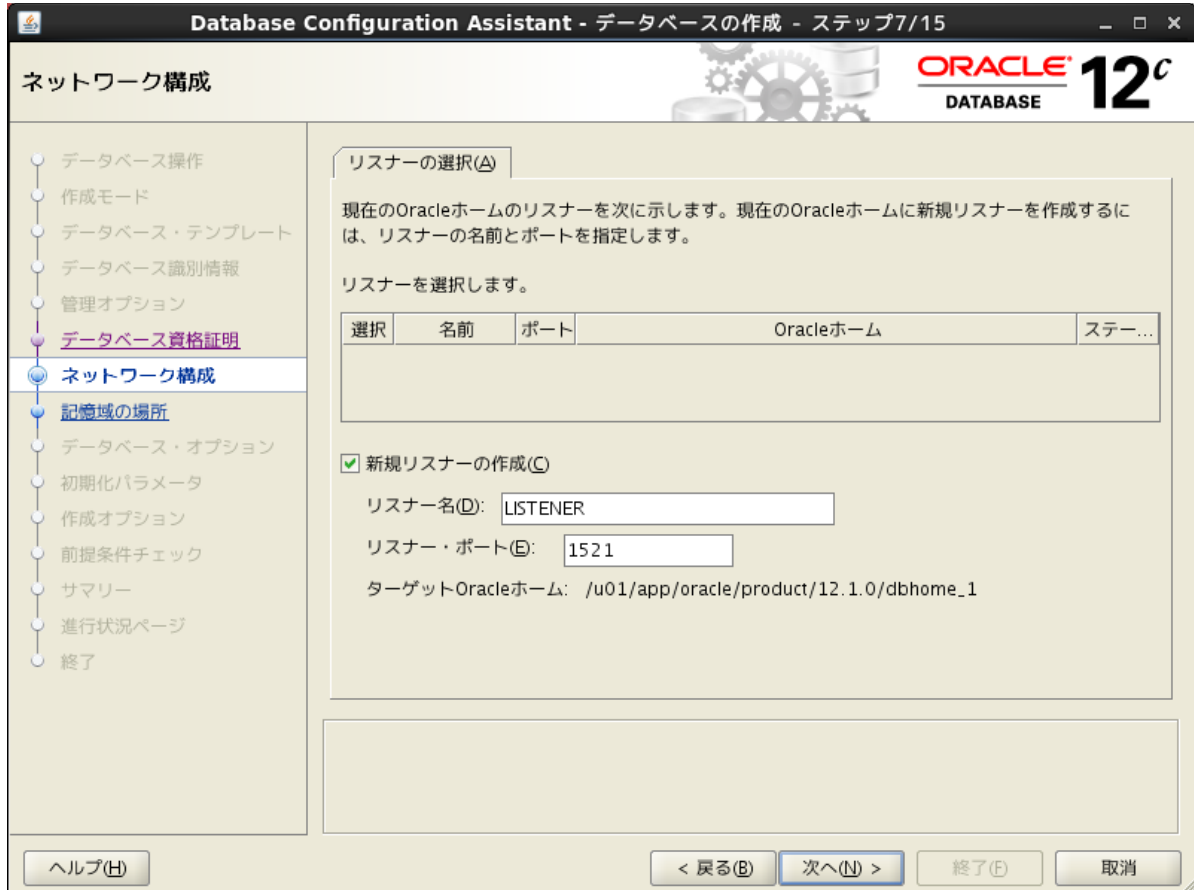 Database Configuration Assistant - データベースの作成 - ステップ7/15
ネットワーク構成
ORACLE
DATABASE
12c
データベース操作
作成モード
データベース・テンプレート
データベース識別情報
管理オプション
データベース資格証明
ネットワーク構成
記憶域の場所
データベース・オプション
初期化パラメータ
作成オプション
前提条件チェック
サマリー
進行状況ページ
終了
リスナーの選択(A)
現在のOracleホームのリスナーを次に示します。現在のOracleホームに新規リスナーを作成するに
は、リスナーの名前とポートを指定します。
リスナーを選択します。
選択 名前 ポート Oracleホーム ステー...
新規リスナーの作成(C)
リスナー名(D): LISTENER
リスナー・ポート(E): 1521
ターゲットOracleホーム: /u01/app/oracle/product/12.1.0/dbhome_1
ヘルプ(H) < 戻る(B) 次へ(N) > 終了(F) 取消